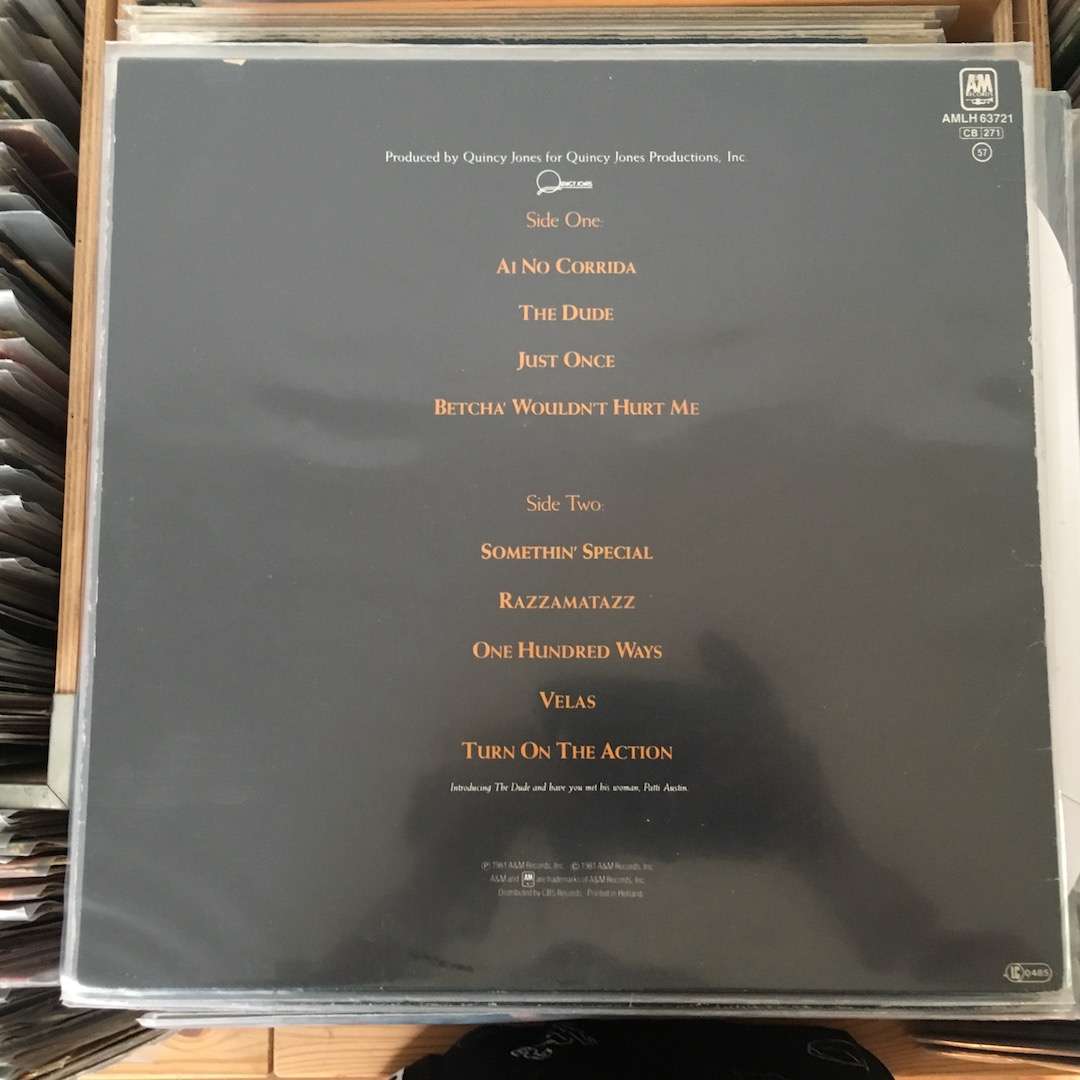 A&M
RECORDS
AMLH 63721
CB 271
57
Produced by Quincy Jones for Quincy Jones Productions, Inc.
QUINCY JONES
Side One:
AI NO CORRIDA
THE DUDE
JUST ONCE
BETCHA' WOULDN'T HURT ME
Side Two:
SOMETHIN' SPECIAL
RAZZAMATAZZ
ONE HUNDRED WAYS
VELAS
TURN ON THE ACTION
Introducing The Dude and have you met his woman, Patti Austin.
Ⓟ 1981 A&M Records, Inc. © 1981 A&M Records, Inc.
A&M and A&M are trademarks of A&M Records, Inc.
Distributed by CBS Records Printed in Holland
LC 0485